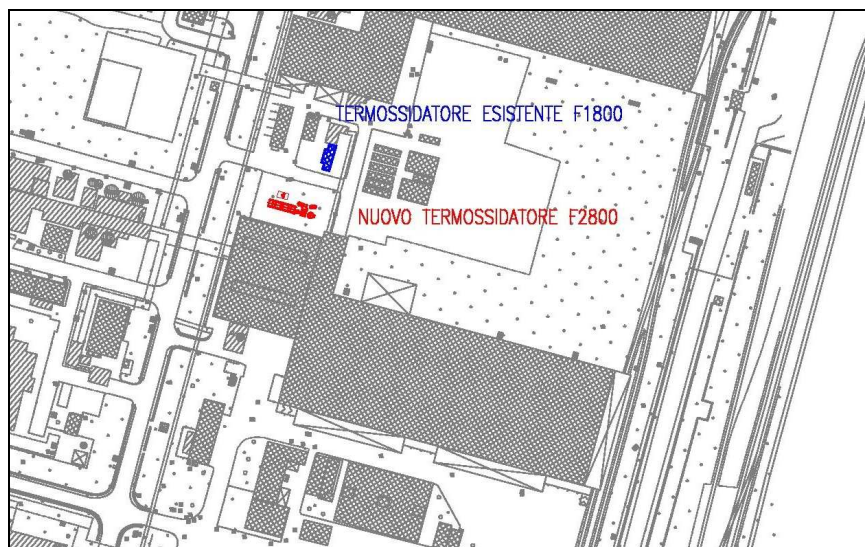 TERMOSSIDATORE ESISTENTE F1800
NUOVO TERMOSSIDATORE F2800